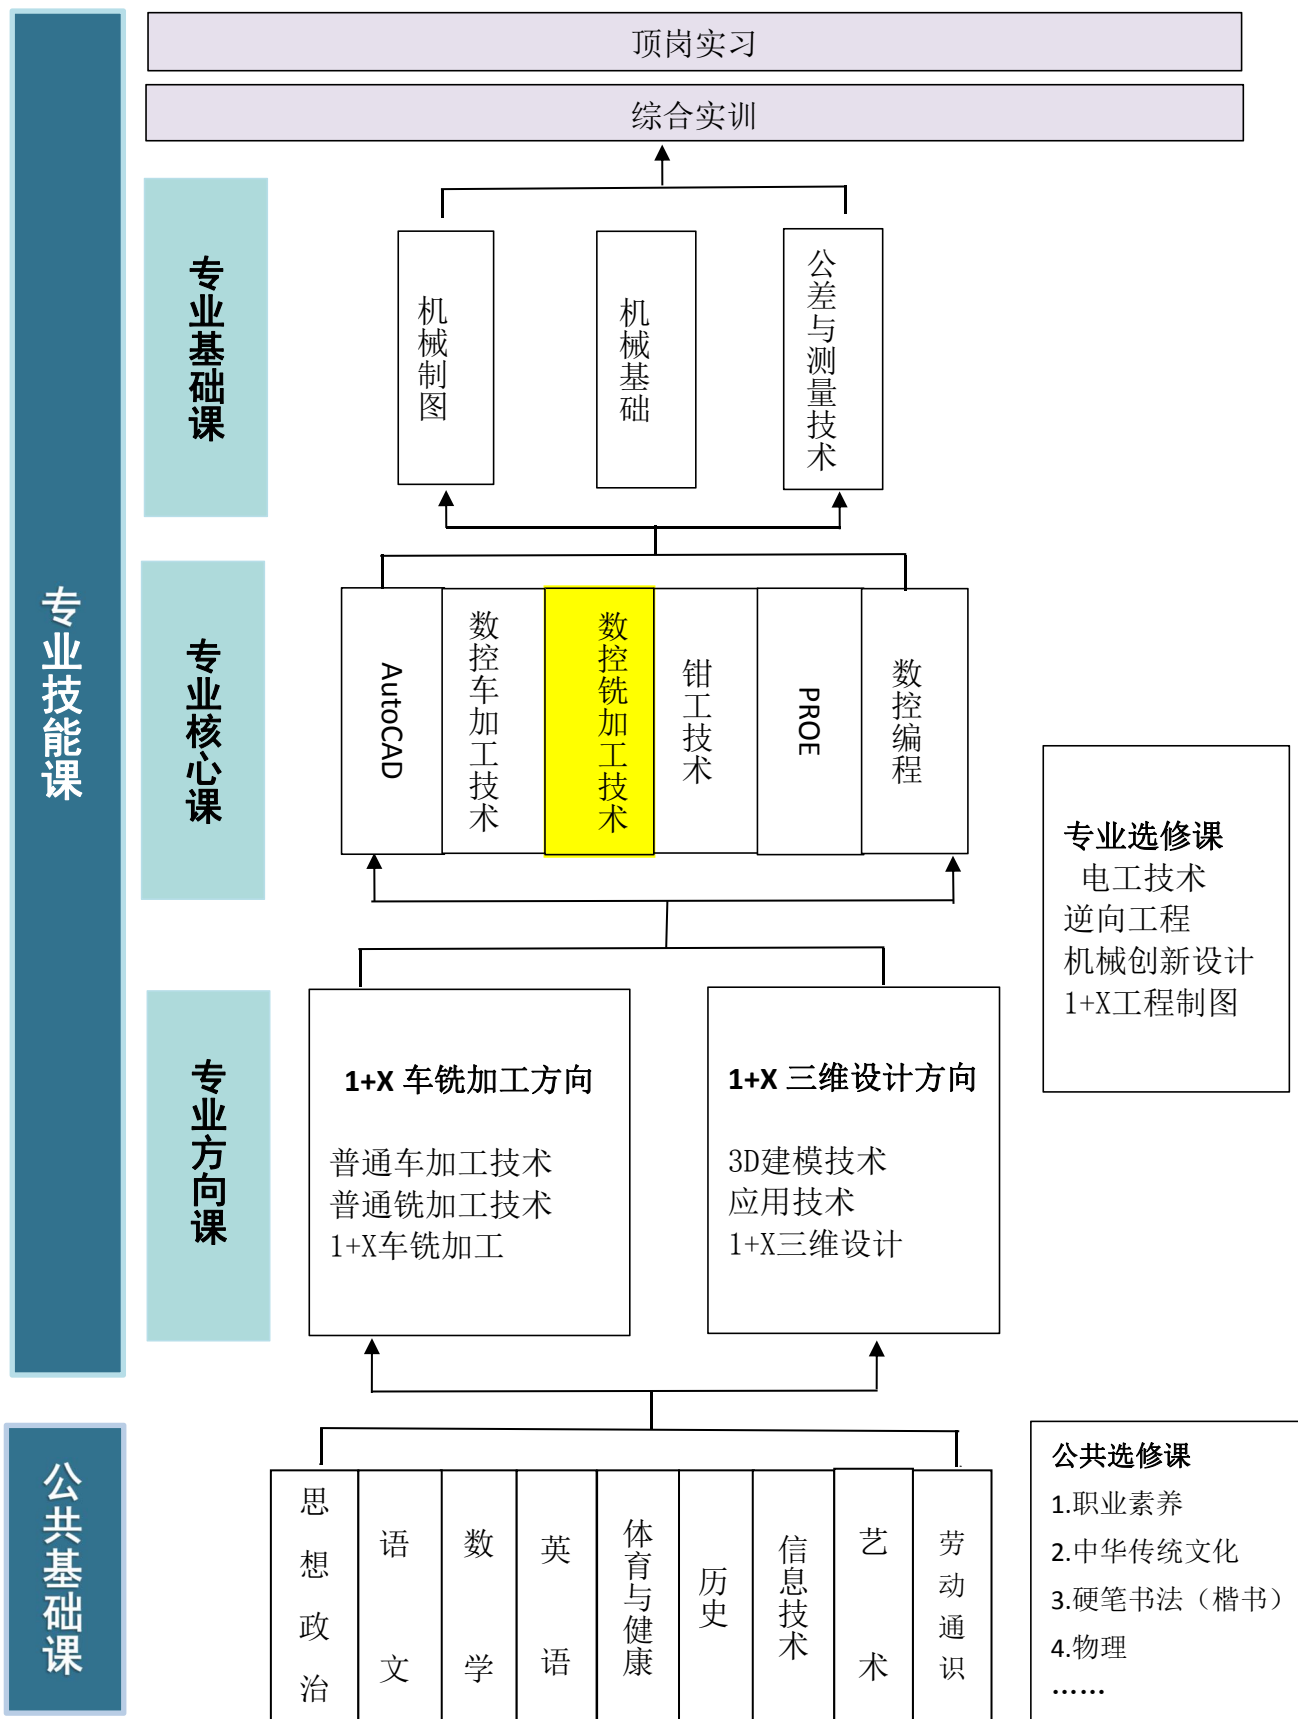 顶岗实习
综合实训
专业技能课
专业基础课
机械制图
机械基础
公差与测量技术
专业核心课
AutoCAD
数控车加工技术
数控铣加工技术
钳工技术
PROE
数控编程
专业选修课
电工技术
逆向工程
机械创新设计
1+X工程制图
专业方向课
1+X 车铣加工方向
普通车加工技术
普通铣加工技术
1+X车铣加工
1+X 三维设计方向
3D建模技术
应用技术
1+X三维设计
公共基础课
思想政治
语文
数学
英语
体育与健康
历史
信息技术
艺术
劳动通识
公共选修课
1.职业素养
2.中华传统文化
3.硬笔书法（楷书）
4.物理
……